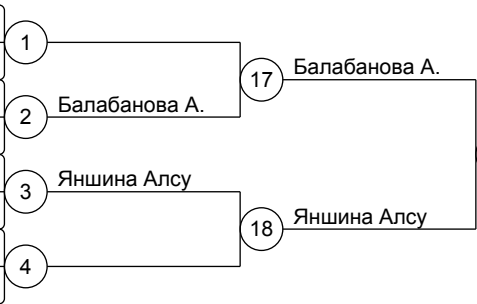 1
2 Балабанова А.
17 Балабанова А.
3 Яншина Алсу
18 Яншина Алсу
4